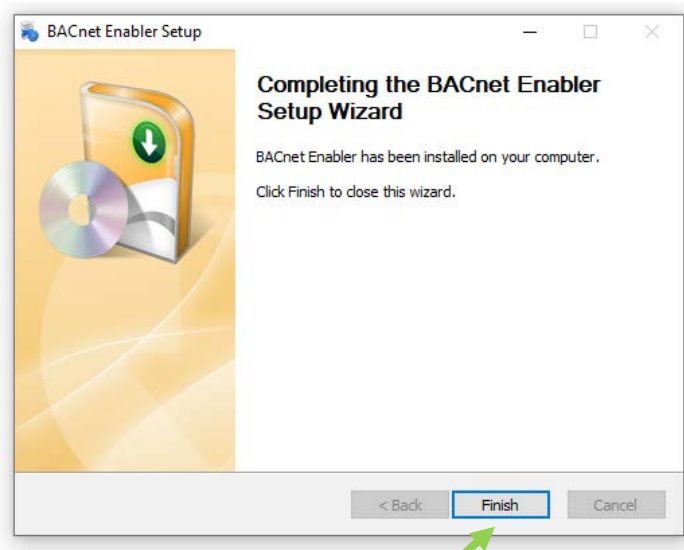 BACnet Enabler Setup
Completing the BACnet Enabler
Setup Wizard
BACnet Enabler has been installed on your computer.
Click Finish to close this wizard.
< Back Finish Cancel